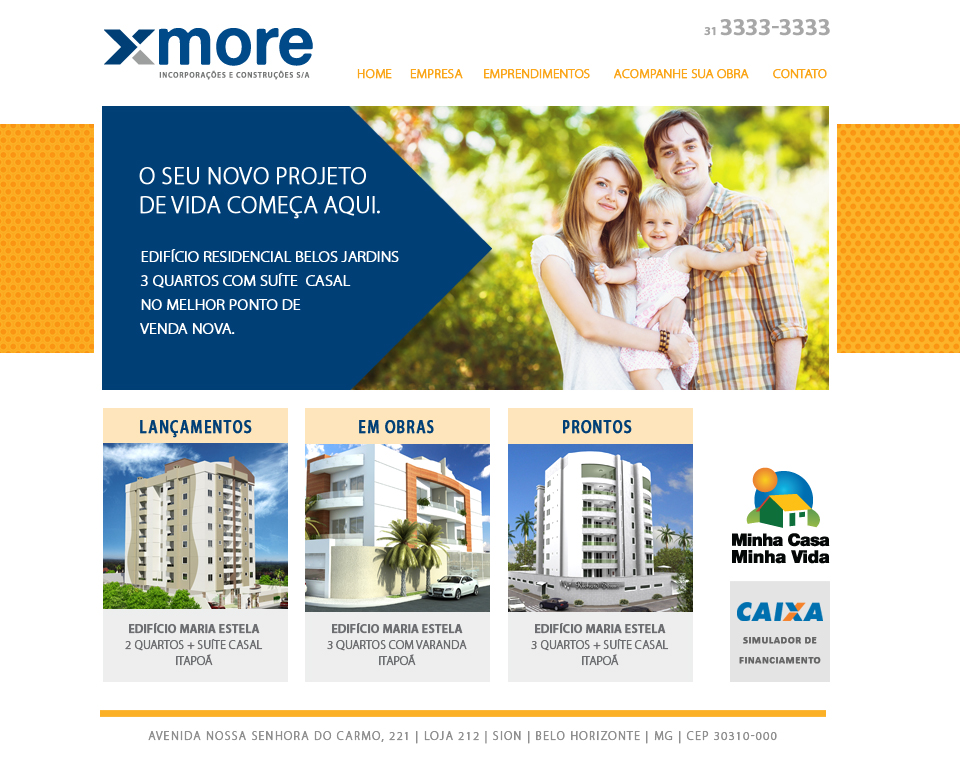 31 3333-3333
xmore
INCORPORAÇÕES E CONSTRUÇÕES S/A
HOME EMPRESA EMPRENDIMENTOS ACOMPANHE SUA OBRA CONTATO
O SEU NOVO PROJETO
DE VIDA COMEÇA AQUI.
EDIFÍCIO RESIDENCIAL BELOS JARDINS
3 QUARTOS COM SUÍTE CASAL
NO MELHOR PONTO DE
VENDA NOVA.
LANÇAMENTOS
EDIFÍCIO MARIA ESTELA
2 QUARTOS + SUÍTE CASAL
ITAPOÃ
EM OBRAS
EDIFÍCIO MARIA ESTELA
3 QUARTOS COM VARANDA
ITAPOÃ
PRONTOS
EDIFÍCIO MARIA ESTELA
3 QUARTOS + SUÍTE CASAL
ITAPOÃ
Minha Casa
Minha Vida
CAIXA
SIMULADOR DE
FINANCIAMENTO
AVENIDA NOSSA SENHORA DO CARMO, 221 | LOJA 212 | SION | BELO HORIZONTE | MG | CEP 30310-000